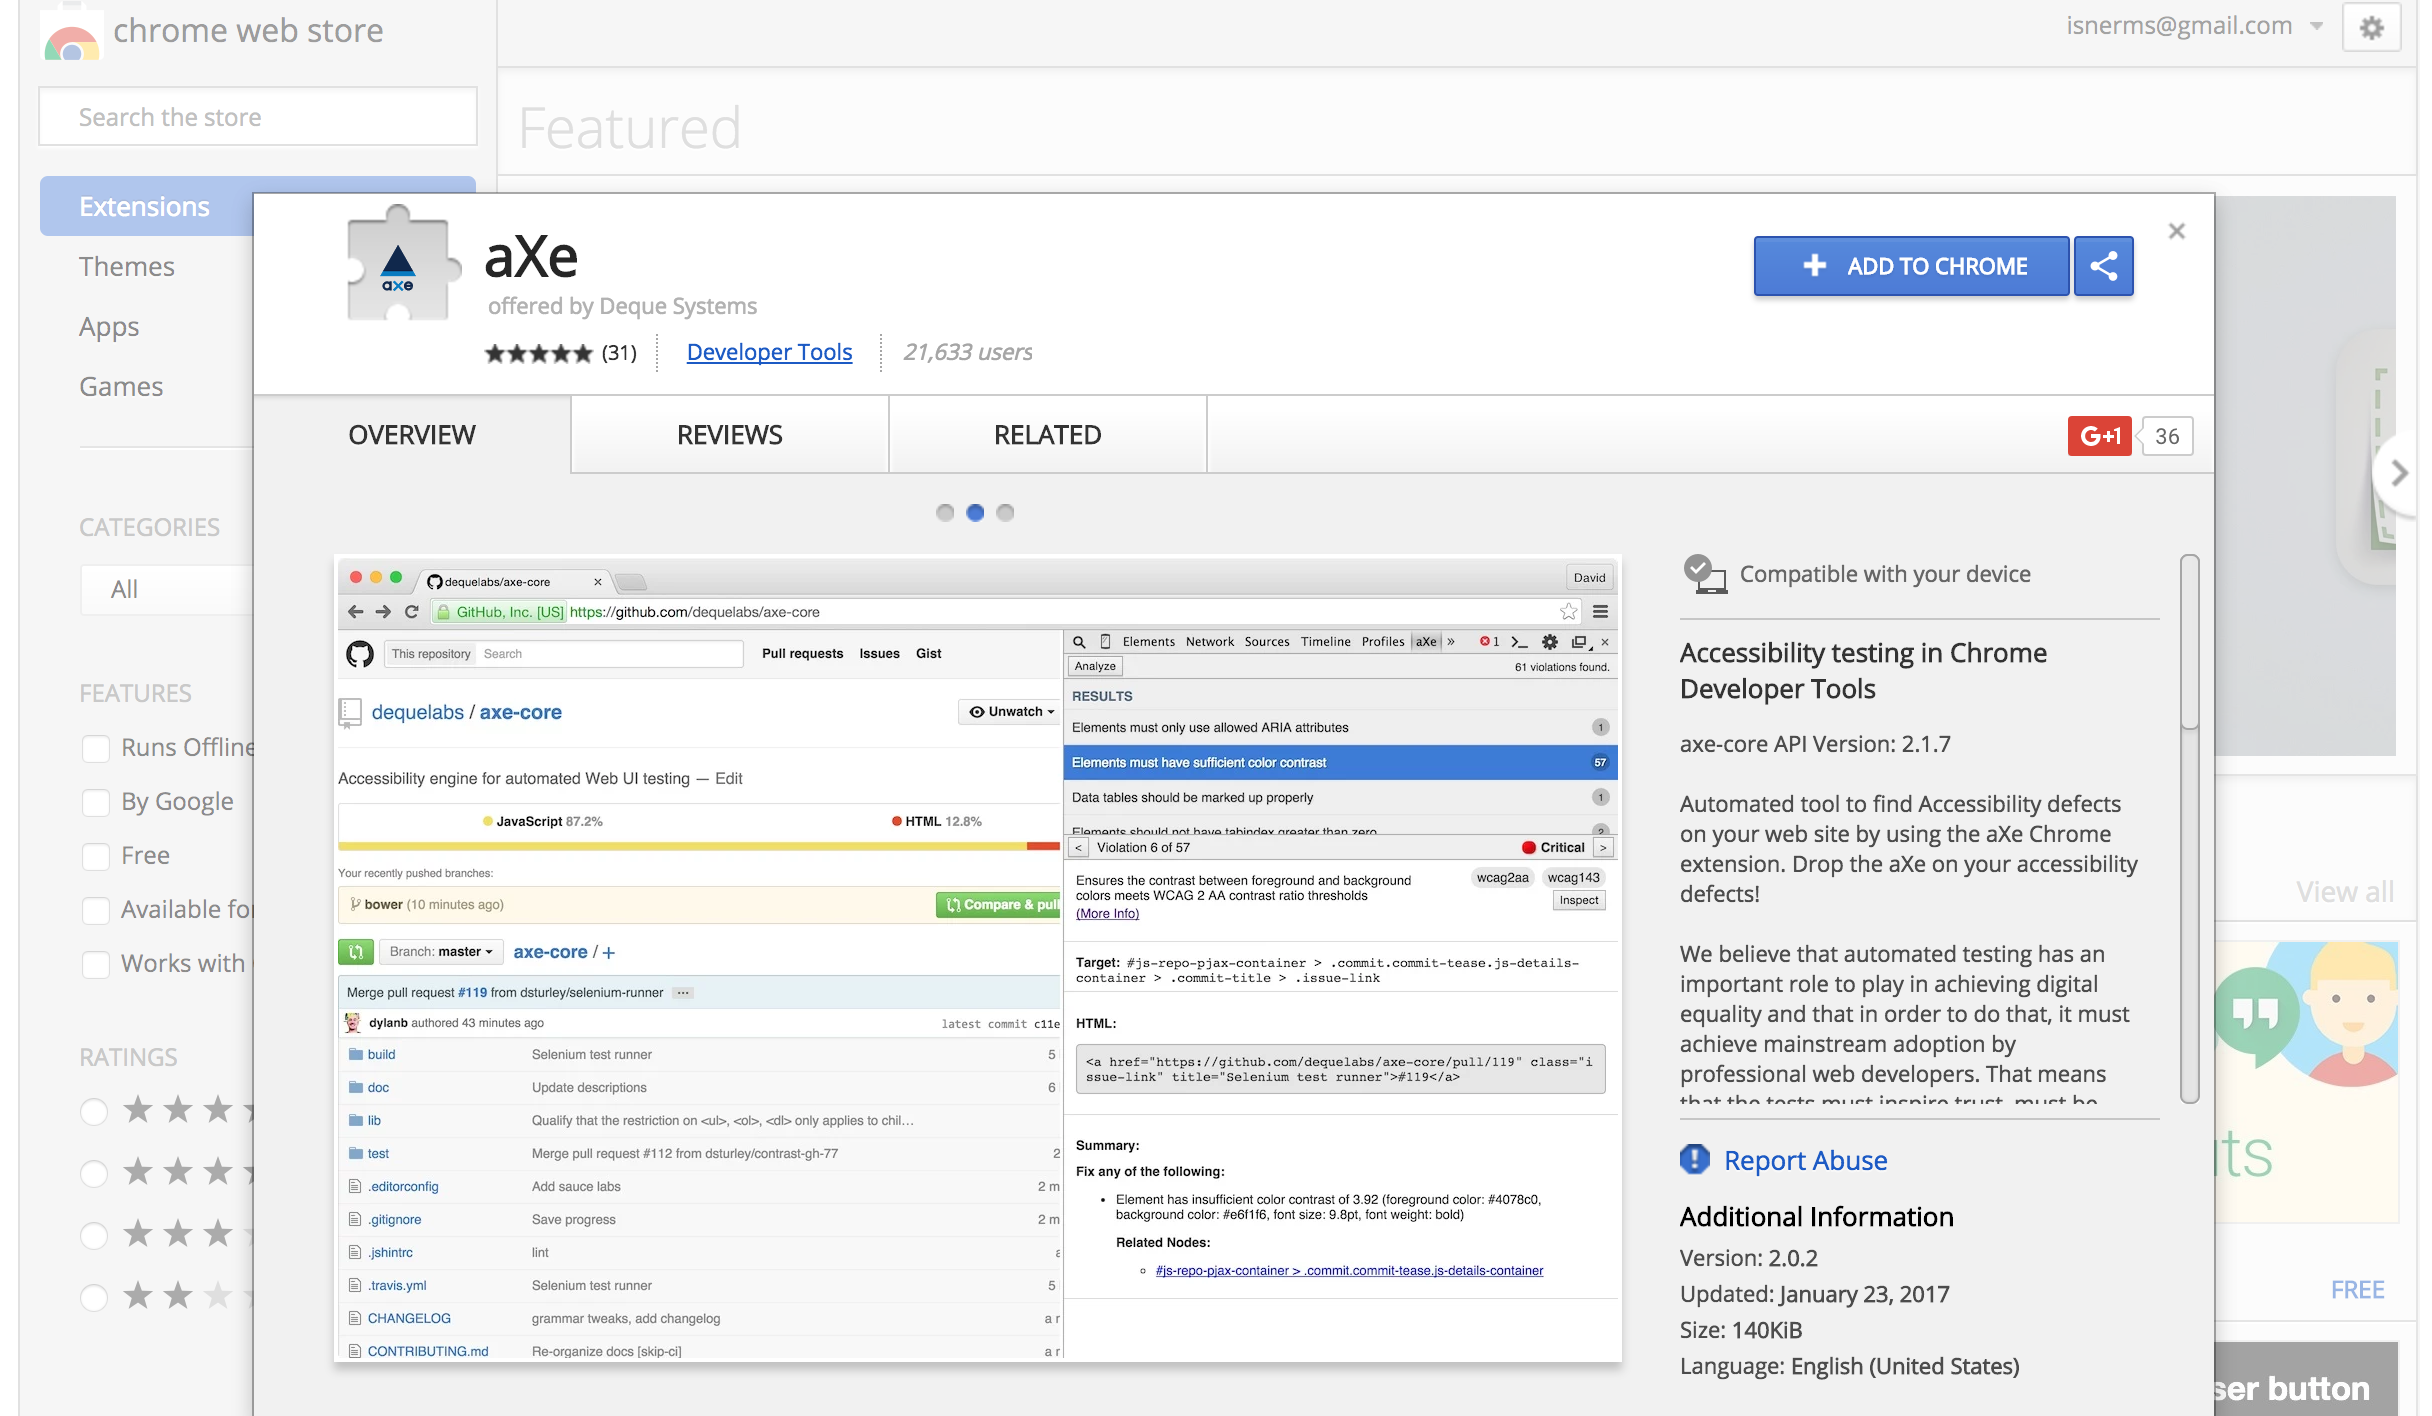 chrome web store
isnerms@gmail.com
Search the store
Featured
Extensions
Themes
Apps
Games
CATEGORIES
All
FEATURES
Runs Offline
By Google
Free
Available for
Works with
RATINGS
axe
aXe
offered by Deque Systems
(31)
Developer Tools
21,633 users
ADD TO CHROME
OVERVIEW
REVIEWS
RELATED
G+1
36
dequelabs/axe-core
David
GitHub, Inc. [US] https://github.com/dequelabs/axe-core
This repository Search
Pull requests Issues Gist
dequelabs / axe-core
Unwatch
Accessibility engine for automated Web UI testing — Edit
JavaScript 87.2%
HTML 12.8%
Your recently pushed branches:
bower (10 minutes ago)
Compare & pull
Branch: master
axe-core / +
Merge pull request #119 from dsturley/selenium-runner ...
dylanb authored 43 minutes ago
latest commit c11e
build Selenium test runner 5
doc Update descriptions 6
lib Qualify that the restriction on <ul>, <ol>, <dl> only applies to chil...
test Merge pull request #112 from dsturley/contrast-gh-77 2
.editorconfig Add sauce labs 2 m
.gitignore Save progress 2 m
.jshintrc lint a
.travis.yml Selenium test runner 5
CHANGELOG grammar tweaks, add changelog a r
CONTRIBUTING.md Re-organize docs [skip-ci] a r
Elements Network Sources Timeline Profiles aXe » 1
Analyze
61 violations found.
RESULTS
Elements must only use allowed ARIA attributes 1
Elements must have sufficient color contrast 57
Data tables should be marked up properly 1
Elements should not have tabindex greater than zero 2
< Violation 6 of 57
Critical >
Ensures the contrast between foreground and background
colors meets WCAG 2 AA contrast ratio thresholds
(More Info)
wcag2aa wcag143
Inspect
Target: #js-repo-pjax-container > .commit.commit-tease.js-details-
container > .commit-title > .issue-link
HTML:
<a href="https://github.com/dequelabs/axe-core/pull/119" class="i
ssue-link" title="Selenium test runner">#119</a>
Summary:
Fix any of the following:
Element has insufficient color contrast of 3.92 (foreground color: #4078c0,
background color: #e6f1f6, font size: 9.8pt, font weight: bold)
Related Nodes:
#js-repo-pjax-container > .commit.commit-tease.js-details-container
Compatible with your device
Accessibility testing in Chrome
Developer Tools
axe-core API Version: 2.1.7
Automated tool to find Accessibility defects
on your web site by using the aXe Chrome
extension. Drop the aXe on your accessibility
defects!
We believe that automated testing has an
important role to play in achieving digital
equality and that in order to do that, it must
achieve mainstream adoption by
professional web developers. That means
that the tests must inspire trust, must be
Report Abuse
Additional Information
Version: 2.0.2
Updated: January 23, 2017
Size: 140KiB
Language: English (United States)
View all
uts
FREE
ser button